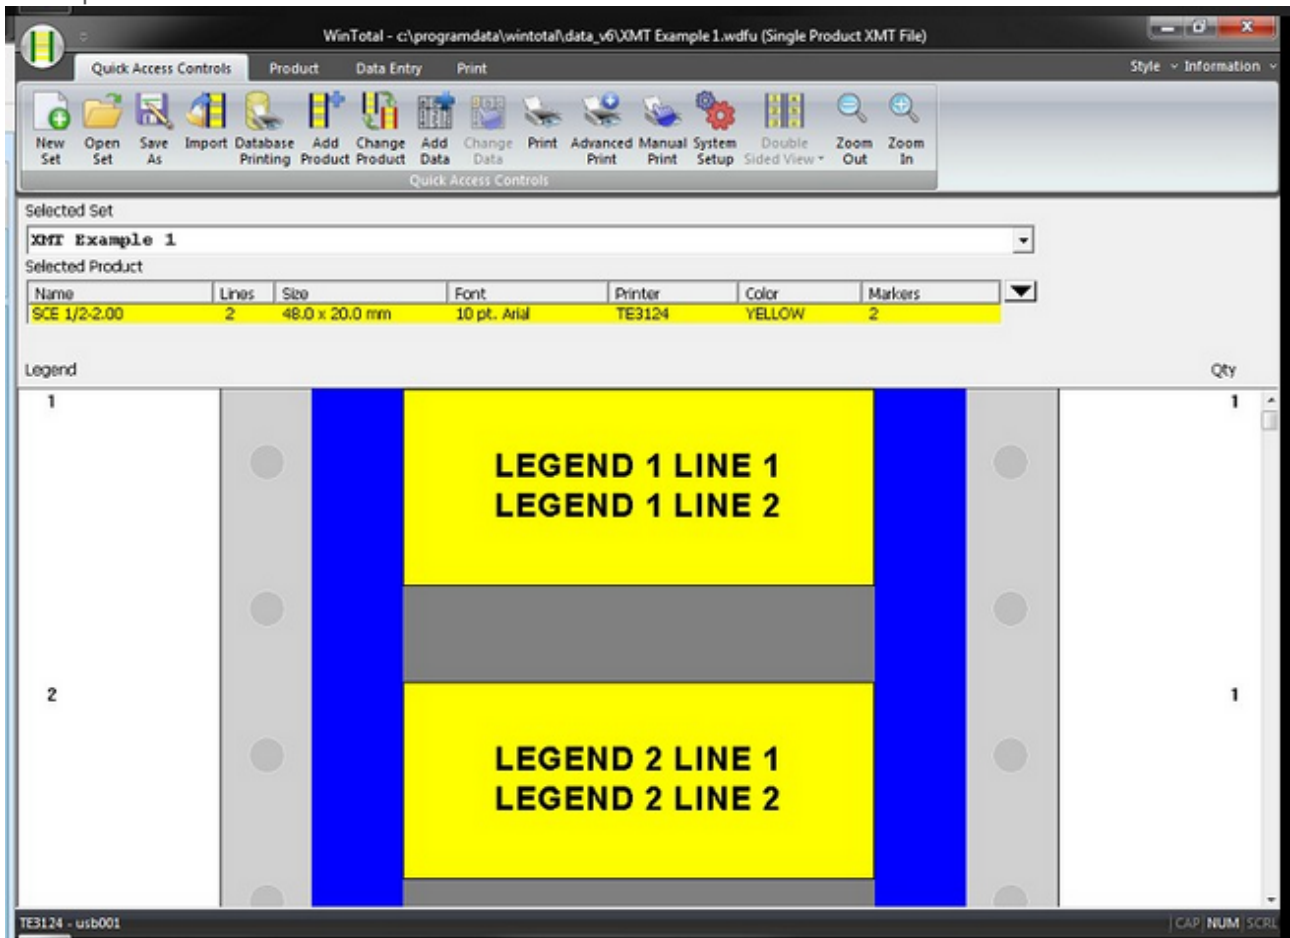 WinTotal - c:\programdata\wintotal\data_v6\XMT Example 1.wdfu (Single Product XMT File)
Quick Access Controls Product Data Entry Print Style Information
New Set Open Set Save As Import Database Printing Add Product Change Product Add Data Change Data Print Advanced Print Manual Print System Setup Double Sided View Zoom Out Zoom In
Quick Access Controls
Selected Set
XMT Example 1
Selected Product
Name Lines Size Font Printer Color Markers
SCE 1/2-2.00 2 48.0 x 20.0 mm 10 pt. Arial TE3124 YELLOW 2
Legend Qty
1 1
LEGEND 1 LINE 1
LEGEND 1 LINE 2
2 1
LEGEND 2 LINE 1
LEGEND 2 LINE 2
TE3124 - usb001 CAP NUM SCRL